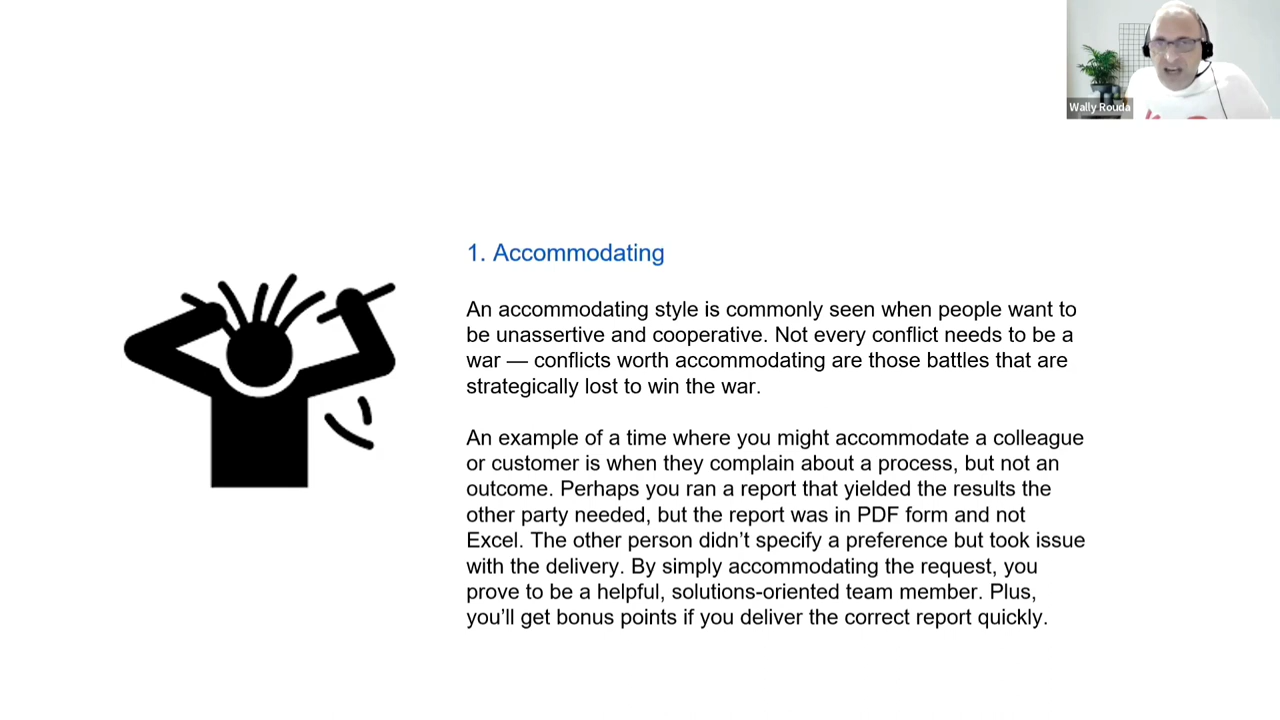 Wally Rouda
1. Accommodating
An accommodating style is commonly seen when people want to
be unassertive and cooperative. Not every conflict needs to be a
war — conflicts worth accommodating are those battles that are
strategically lost to win the war.
An example of a time where you might accommodate a colleague
or customer is when they complain about a process, but not an
outcome. Perhaps you ran a report that yielded the results the
other party needed, but the report was in PDF form and not
Excel. The other person didn’t specify a preference but took issue
with the delivery. By simply accommodating the request, you
prove to be a helpful, solutions-oriented team member. Plus,
you’ll get bonus points if you deliver the correct report quickly.